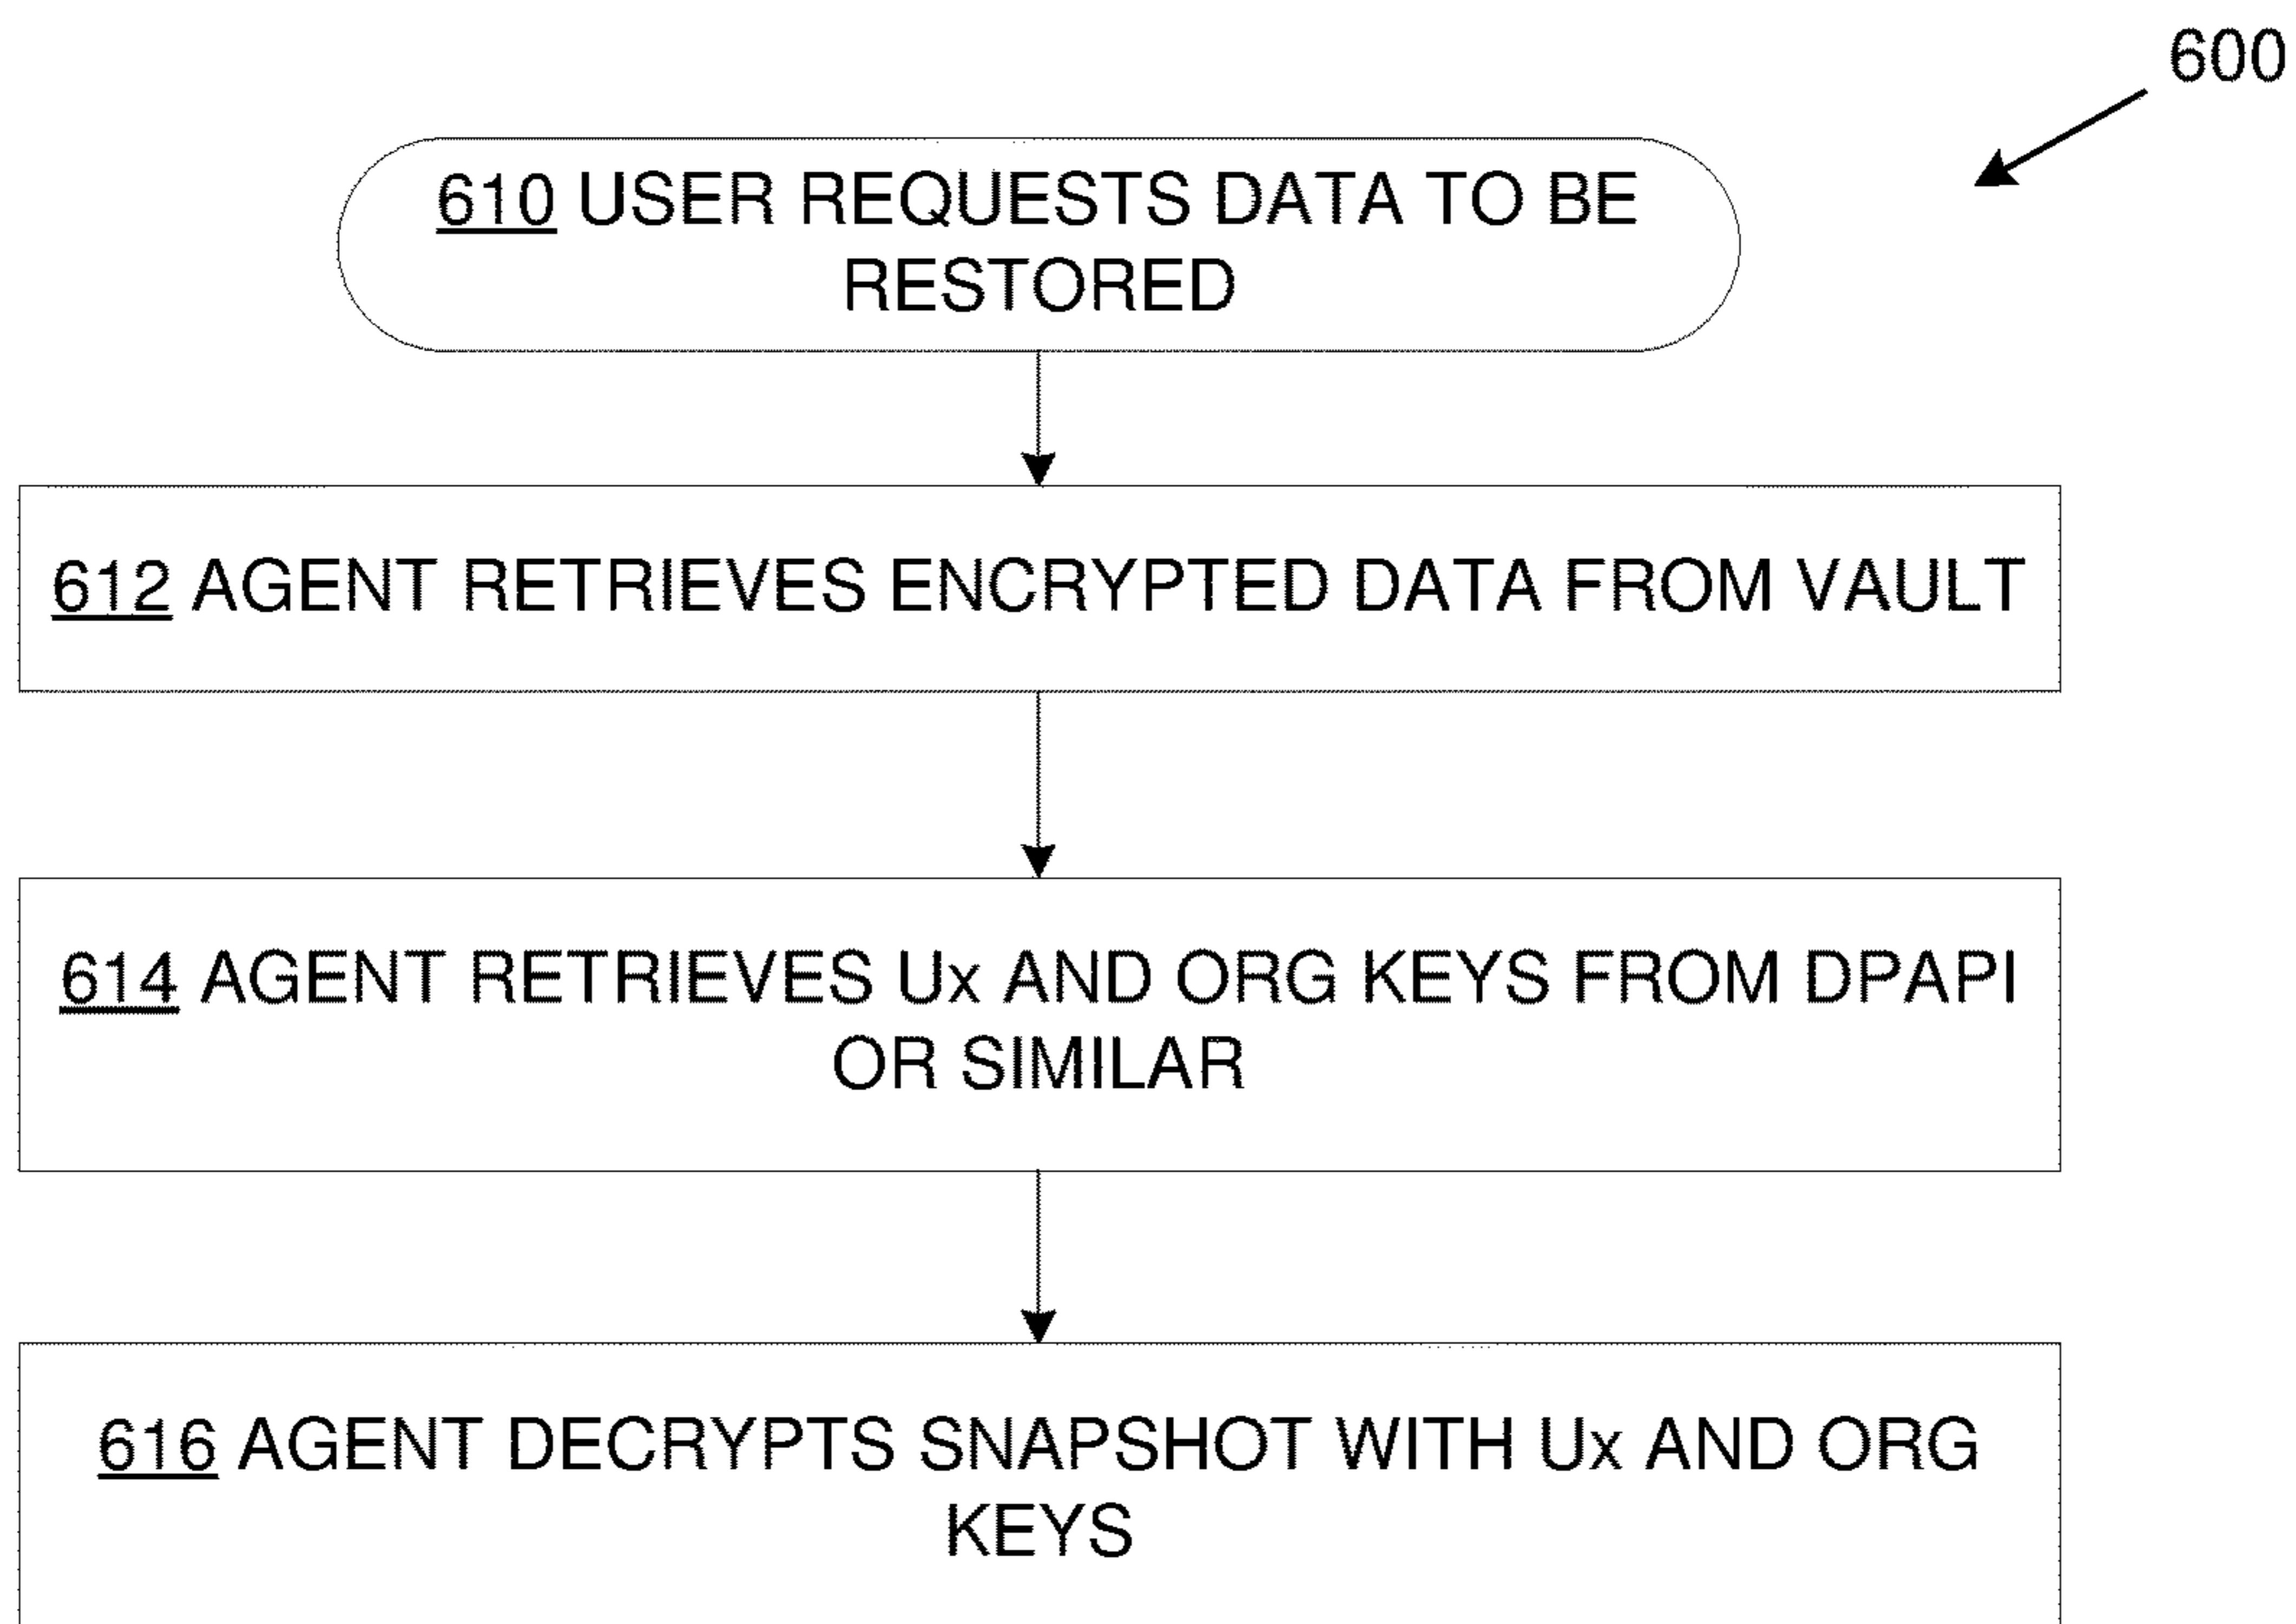 600
610 USER REQUESTS DATA TO BE
RESTORED
612 AGENT RETRIEVES ENCRYPTED DATA FROM VAULT
614 AGENT RETRIEVES Ux AND ORG KEYS FROM DPAPI
OR SIMILAR
616 AGENT DECRYPTS SNAPSHOT WITH Ux AND ORG
KEYS